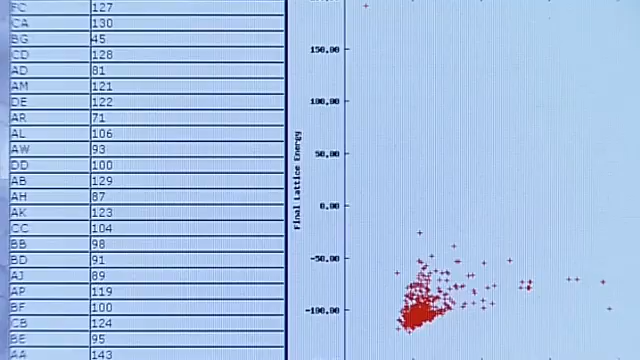 FC 127
CA 130
BG 45
CD 128
AD 81
AM 121
DE 122
AR 71
AL 106
AW 93
DD 100
AB 129
AH 87
AK 123
CC 104
BB 98
BD 91
AJ 89
AP 119
BF 100
CB 124
BE 95
AA 143
Final Lattice Energy
150.00
100.00
50.00
0.00
-50.00
-100.00